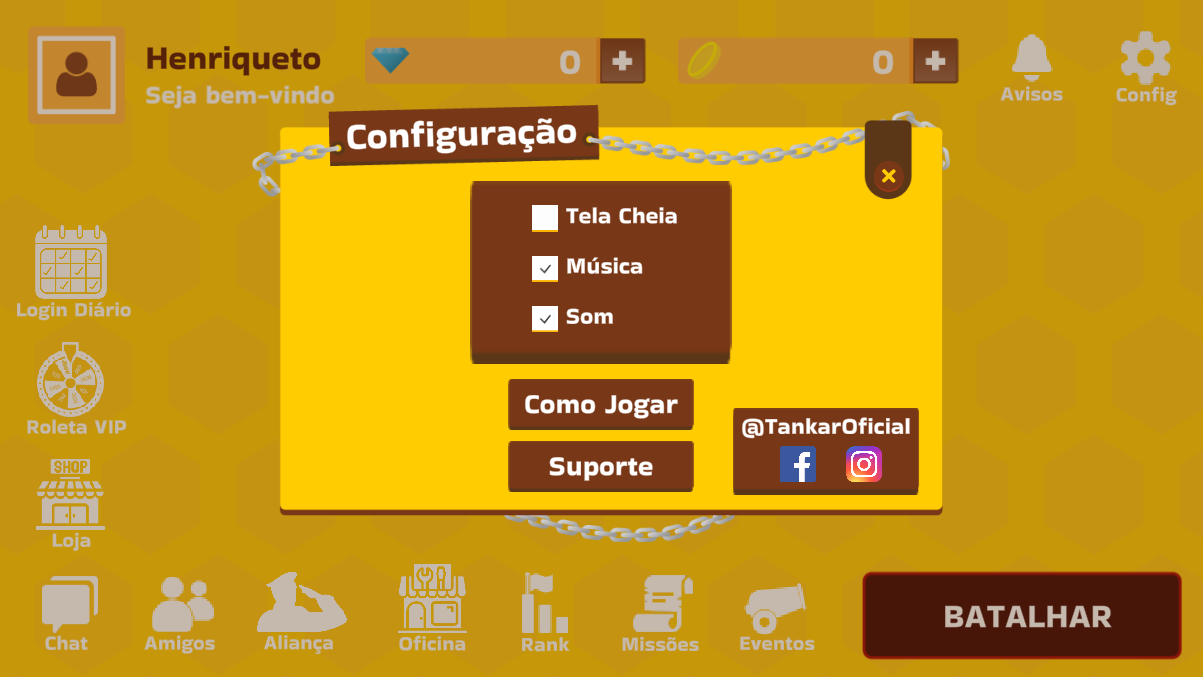 Henriqueto
Seja bem-vindo
0
+
0
+
Avisos
Config
Configuração
Tela Cheia
Música
Som
Como Jogar
Suporte
@TankarOficial
Login Diário
Roleta VIP
SHOP
Loja
Chat
Amigos
Aliança
Oficina
Rank
Missões
Eventos
BATALHAR